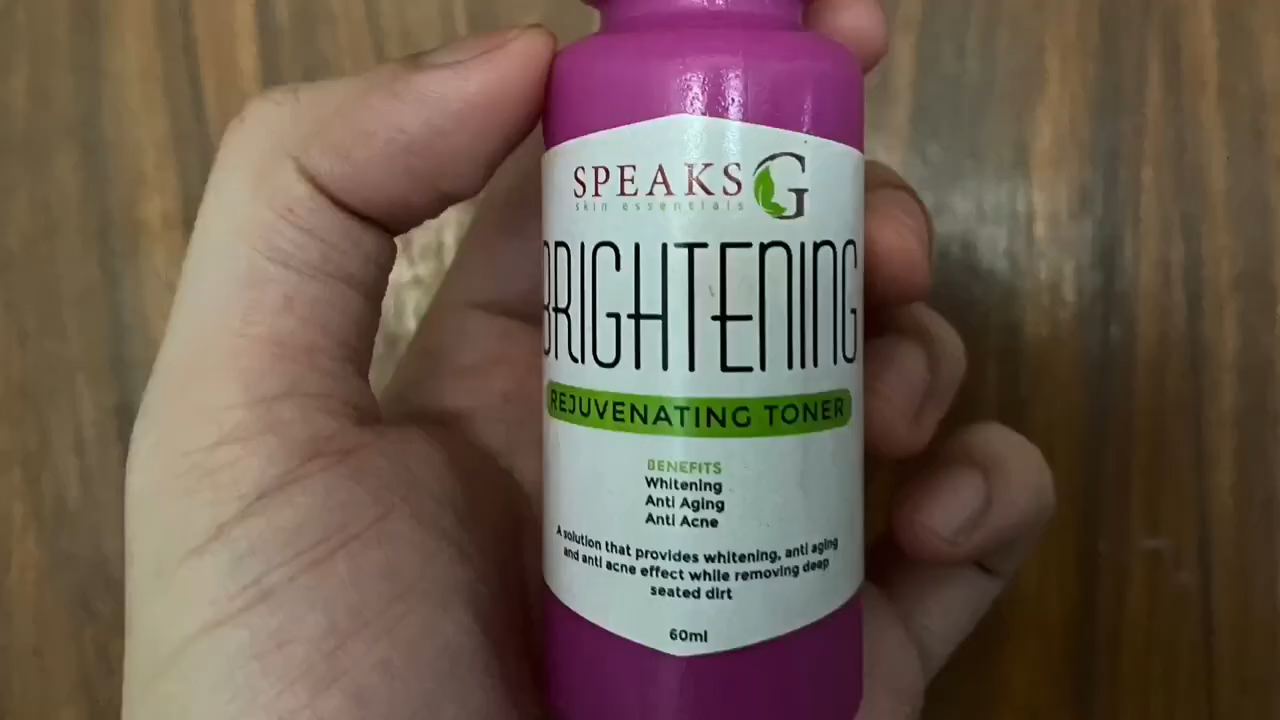 SPEAKS G
skin essentials
BRIGHTENING
REJUVENATING TONER
BENEFITS
Whitening
Anti Aging
Anti Acne
A solution that provides whitening, anti aging
and anti acne effect while removing deep
seated dirt
60ml